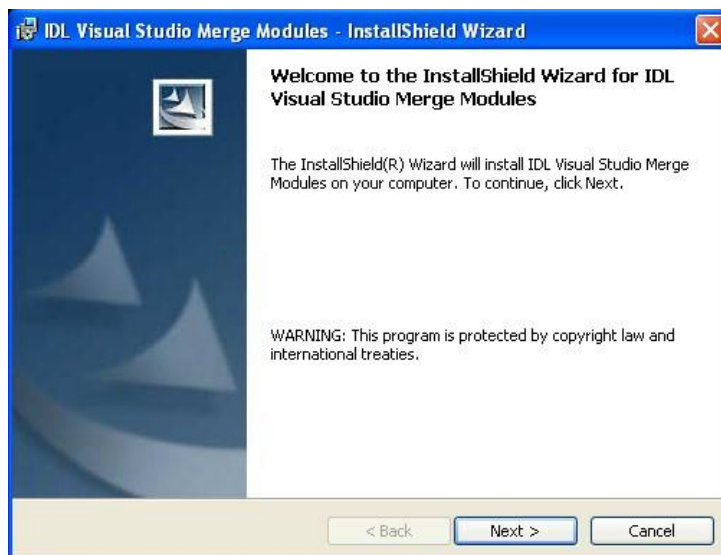 IDL Visual Studio Merge Modules - InstallShield Wizard
Welcome to the InstallShield Wizard for IDL
Visual Studio Merge Modules
The InstallShield(R) Wizard will install IDL Visual Studio Merge
Modules on your computer. To continue, click Next.
WARNING: This program is protected by copyright law and
international treaties.
< Back Next > Cancel